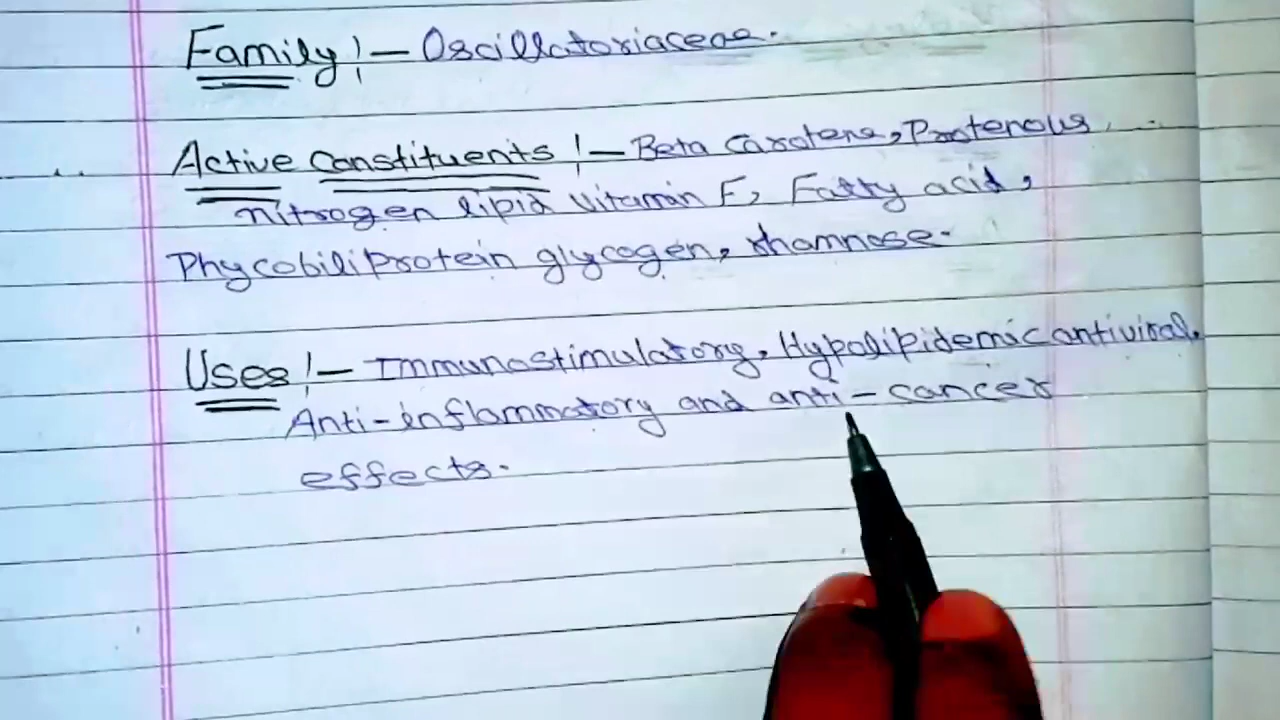 Family :- Oscillatoriaceae.
Active Constituents :- Beta Carotene, Protenous
nitrogen lipid vitamin F, Fatty acid,
Phycobiliprotein glycogen, rhamnose.
Uses :- Immunostimulatory, Hypolipidemic antiviral,
Anti-inflammatory and anti-cancer
effects.